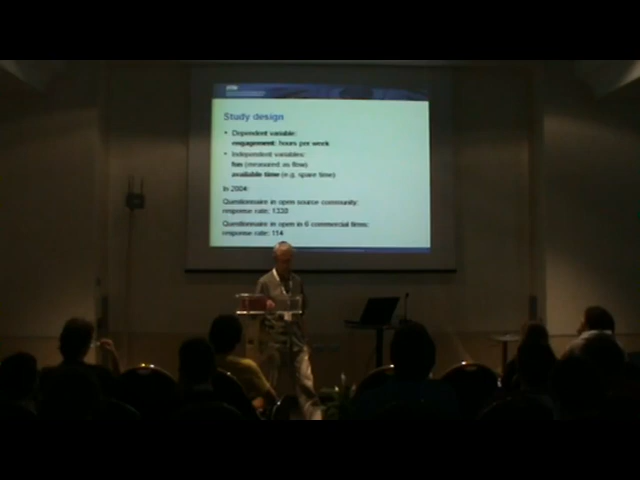 Study design
• Dependent variable:
engagement: hours per week
• Independent variables:
fun (measured as flow)
available time (e.g. spare time)
In 2004:
Questionnaire in open source community:
response rate: 1330
Questionnaire in open in 6 commercial firms:
response rate: 114